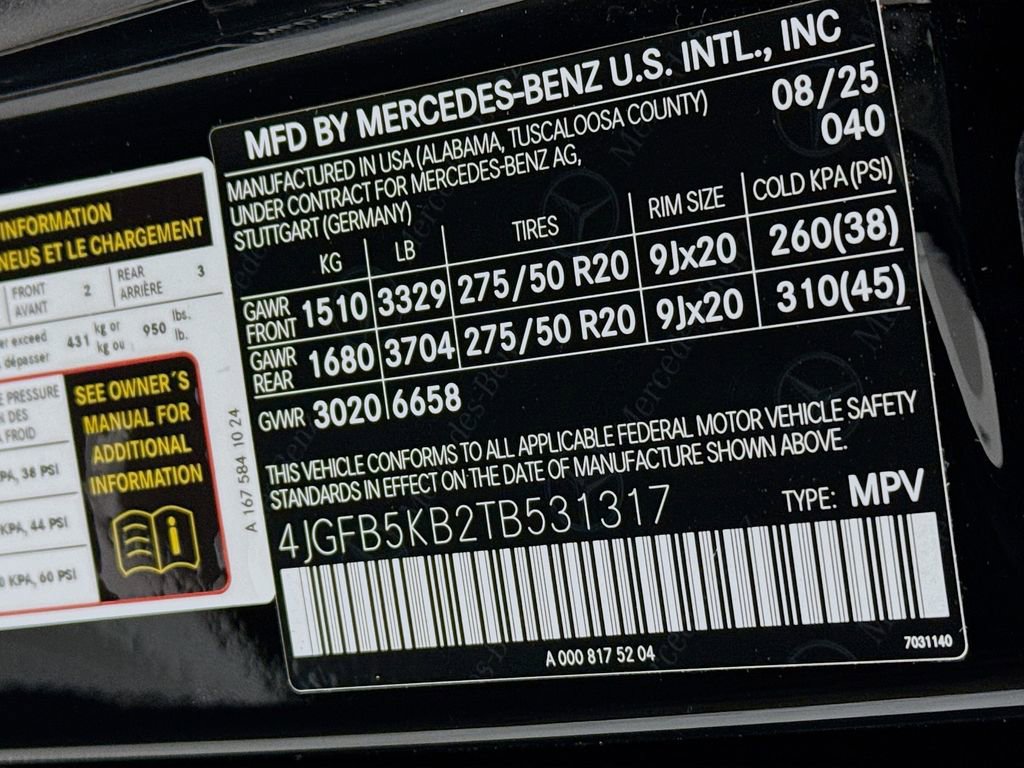 MFD BY MERCEDES-BENZ U.S. INTL., INC
MANUFACTURED IN USA (ALABAMA, TUSCALOOSA COUNTY) 08/25
UNDER CONTRACT FOR MERCEDES-BENZ AG, 040
STUTTGART (GERMANY)
KG LB TIRES RIM SIZE COLD KPA(PSI)
GAWR FRONT 1510 3329 275/50 R20 9Jx20 260(38)
GAWR REAR 1680 3704 275/50 R20 9Jx20 310(45)
GVWR 3020 6658
THIS VEHICLE CONFORMS TO ALL APPLICABLE FEDERAL MOTOR VEHICLE SAFETY
STANDARDS IN EFFECT ON THE DATE OF MANUFACTURE SHOWN ABOVE.
4JGFB5KB2TB531317 TYPE: MPV
A 000 817 52 04
7031140
INFORMATION
NEUS ET LE CHARGEMENT
FRONT 2 REAR 3
AVANT ARRIÈRE
exceed 431 kg or 950 lbs.
dépasser kg ou lb.
PRESSURE
DES
FROID
KPA, 38 PSI
KPA, 44 PSI
0 KPA, 60 PSI
SEE OWNER´S
MANUAL FOR
ADDITIONAL
INFORMATION
A 167 584 10 24